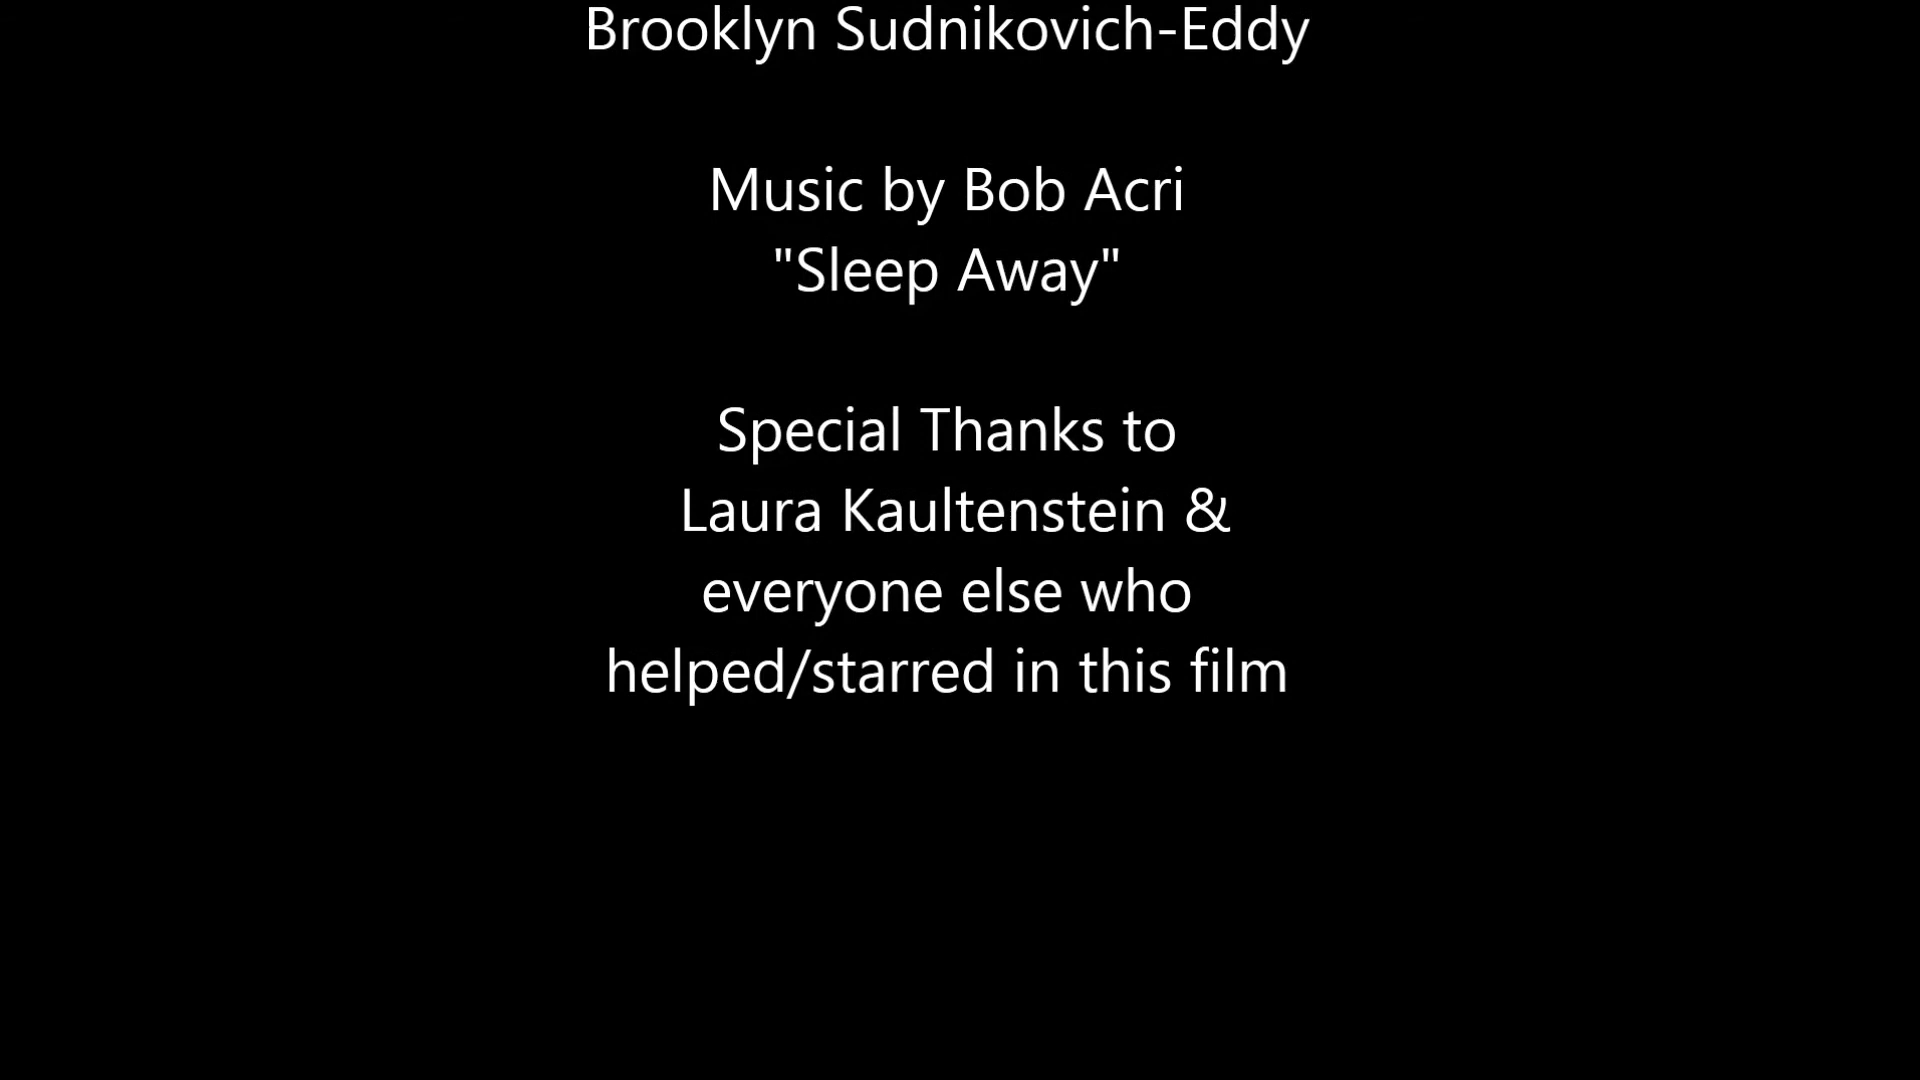 Brooklyn Sudnikovich-Eddy
Music by Bob Acri
"Sleep Away"
Special Thanks to
Laura Kaultenstein &
everyone else who
helped/starred in this film